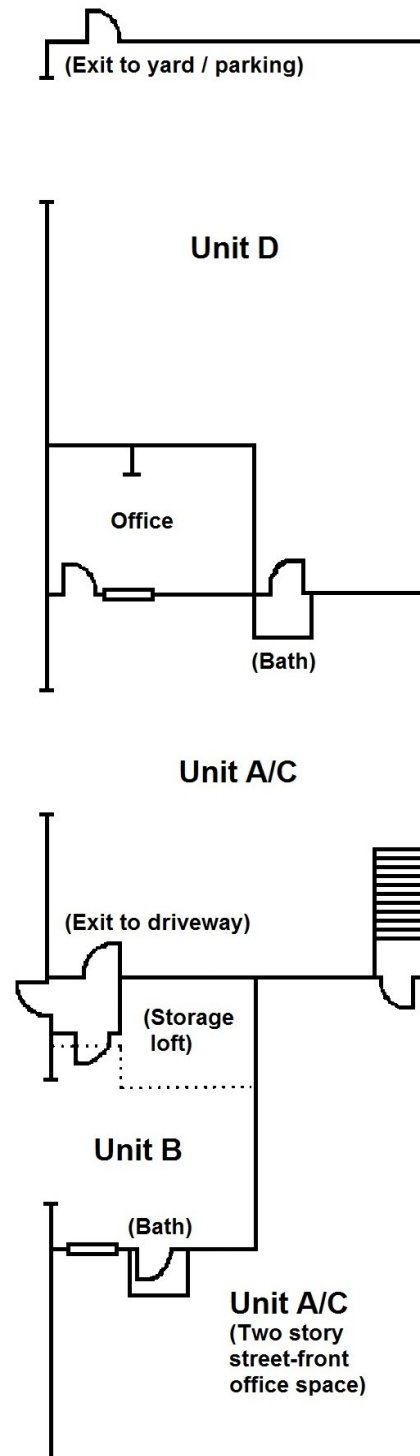 (Exit to yard / parking)
Unit D
Office
(Bath)
Unit A/C
(Exit to driveway)
(Storage
loft)
Unit B
(Bath)
Unit A/C
(Two story
street-front
office space)